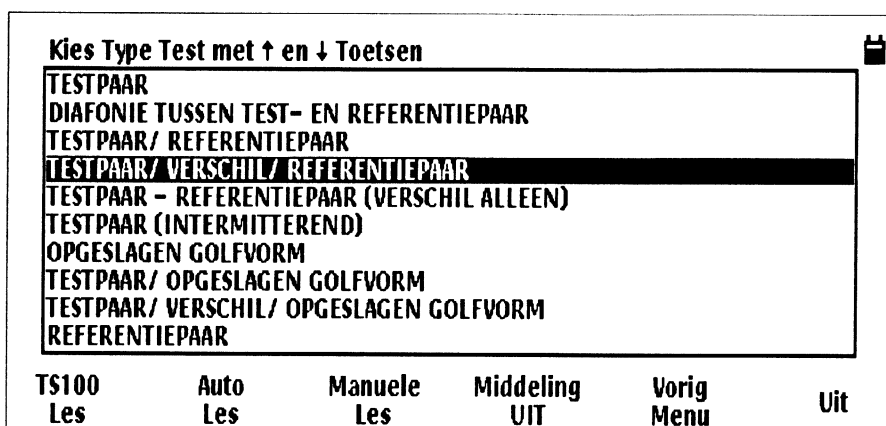 Kies Type Test met ↑ en ↓ Toetsen
TESTPAAR
DIAFONIE TUSSEN TEST- EN REFERENTIEPAAR
TESTPAAR/ REFERENTIEPAAR
TESTPAAR/ VERSCHIL/ REFERENTIEPAAR
TESTPAAR - REFERENTIEPAAR (VERSCHIL ALLEEN)
TESTPAAR (INTERMITTEREND)
OPGESLAGEN GOLFVORM
TESTPAAR/ OPGESLAGEN GOLFVORM
TESTPAAR/ VERSCHIL/ OPGESLAGEN GOLFVORM
REFERENTIEPAAR
TS100 Auto Manuele Middeling Vorig Uit
Les Les Les UIT Menu